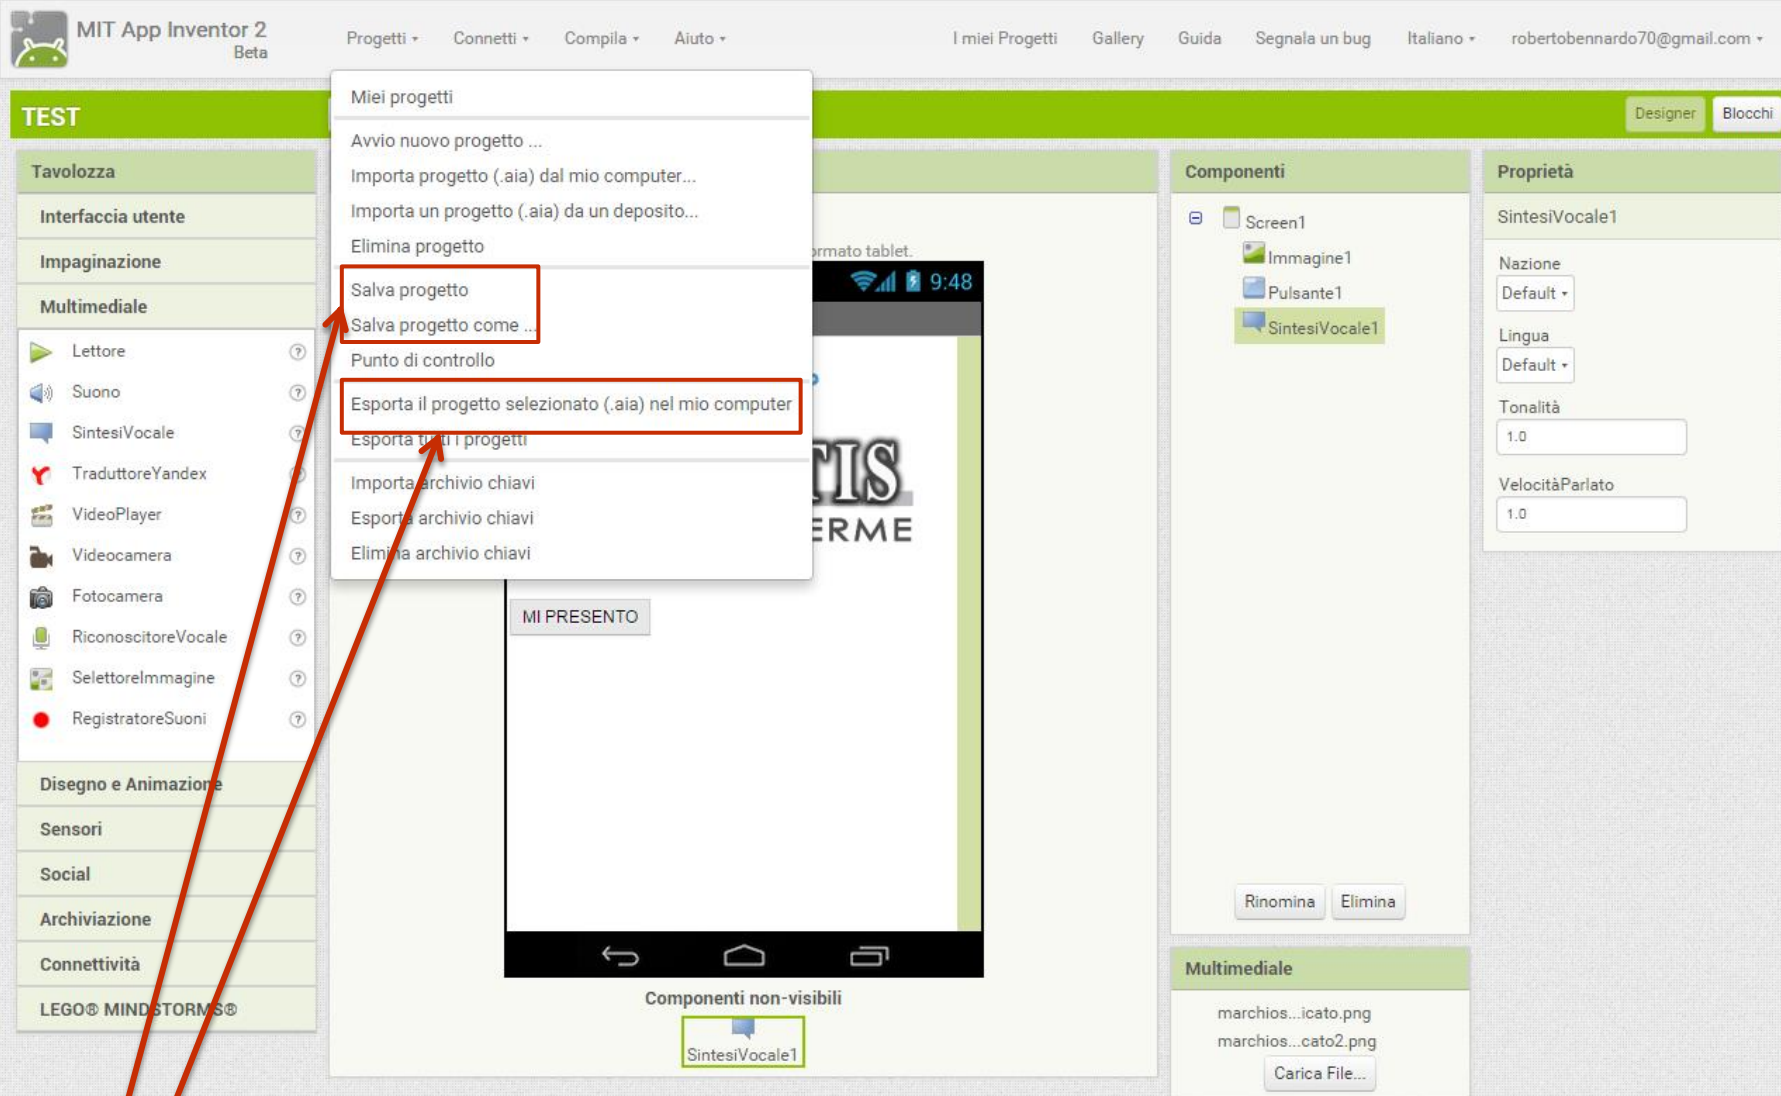 MIT App Inventor 2
Beta
Progetti
Connetti
Compila
Aiuto
I miei Progetti
Gallery
Guida
Segnala un bug
Italiano
robertobennardo70@gmail.com
TEST
Designer
Blocchi
Miei progetti
Avvio nuovo progetto ...
Importa progetto (.aia) dal mio computer...
Importa un progetto (.aia) da un deposito...
Elimina progetto
Salva progetto
Salva progetto come ...
Punto di controllo
Esporta il progetto selezionato (.aia) nel mio computer
Esporta tutti i progetti
Importa archivio chiavi
Esporta archivio chiavi
Elimina archivio chiavi
Tavolozza
Interfaccia utente
Impaginazione
Multimediale
Lettore
Suono
SintesiVocale
TraduttoreYandex
VideoPlayer
Videocamera
Fotocamera
RiconoscitoreVocale
SelettoreImmagine
RegistratoreSuoni
Disegno e Animazione
Sensori
Social
Archiviazione
Connettività
LEGO® MINDSTORMS®
ormato tablet.
9:48
TIS
ERME
MI PRESENTO
Componenti non-visibili
SintesiVocale1
Componenti
Screen1
Immagine1
Pulsante1
SintesiVocale1
Rinomina
Elimina
Multimediale
marchios...icato.png
marchios...cato2.png
Carica File...
Proprietà
SintesiVocale1
Nazione
Default
Lingua
Default
Tonalità
1.0
VelocitàParlato
1.0